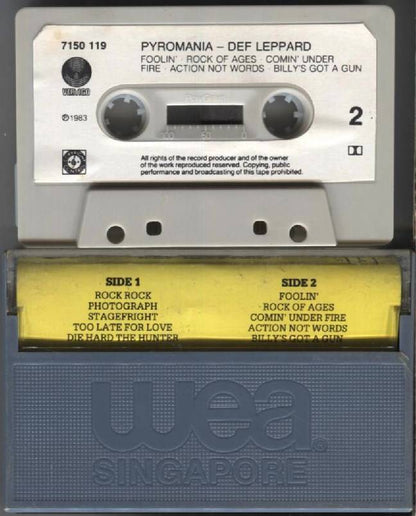 7150 119
PYROMANIA – DEF LEPPARD
FOOLIN' · ROCK OF AGES · COMIN' UNDER
FIRE · ACTION NOT WORDS · BILLY'S GOT A GUN
VERTIGO
℗1983
2
100 50 0
All rights of the record producer and of the owner
of the work reproduced reserved. Copying, public
performance and broadcasting of this tape prohibited.
SIDE 1
ROCK ROCK
PHOTOGRAPH
STAGEFRIGHT
TOO LATE FOR LOVE
DIE HARD THE HUNTER
SIDE 2
FOOLIN'
ROCK OF AGES
COMIN' UNDER FIRE
ACTION NOT WORDS
BILLY'S GOT A GUN
wea®
SINGAPORE